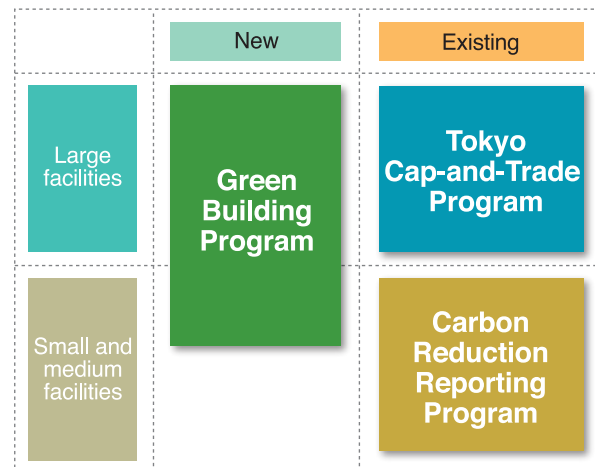 New
Existing
Large
facilities
Green
Building
Program
Tokyo
Cap-and-Trade
Program
Small and
medium
facilities
Carbon
Reduction
Reporting
Program